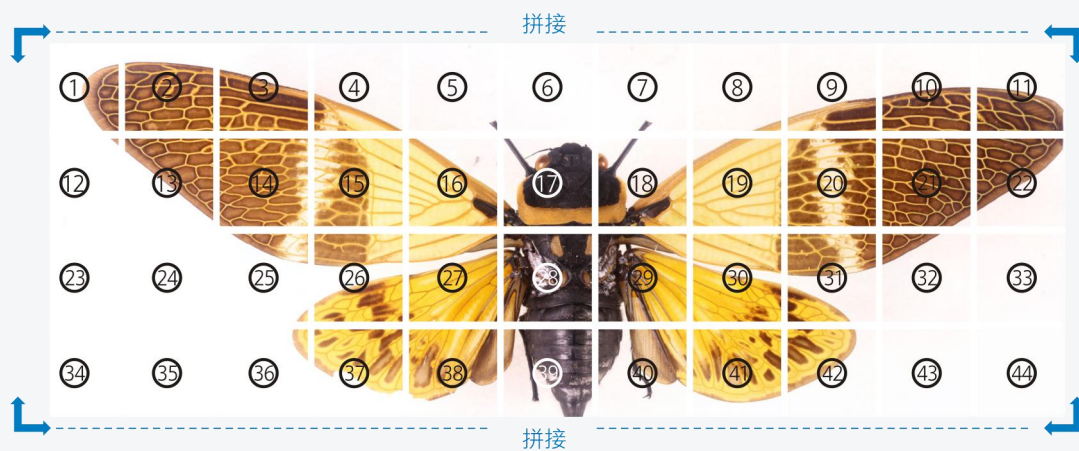 拼接
① ② ③ ④ ⑤ ⑥ ⑦ ⑧ ⑨ ⑩ ⑪
⑫ ⑬ ⑭ ⑮ ⑯ ⑰ ⑱ ⑲ ⑳ ㉑ ㉒
㉓ ㉔ ㉕ ㉖ ㉗ ㉘ ㉙ ㉚ ㉛ ㉜ ㉝
㉞ ㉟ ㊱ ㊲ ㊳ ㊴ ㊵ ㊶ ㊷ ㊸ ㊹
拼接